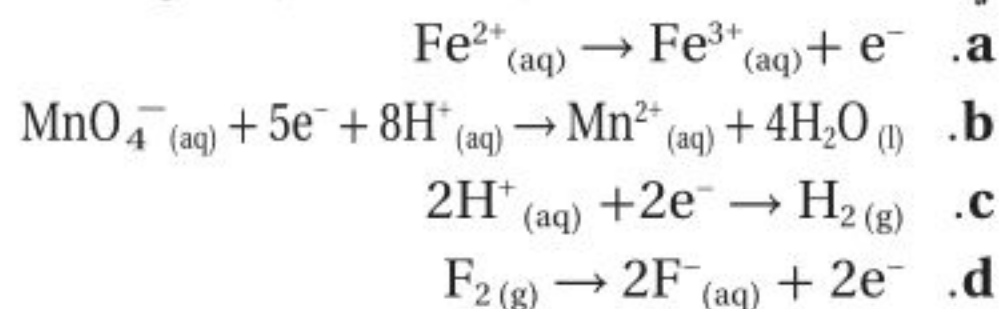 Fe²⁺(aq) → Fe³⁺(aq) + e⁻ .a
MnO₄⁻(aq) + 5e⁻ + 8H⁺(aq) → Mn²⁺(aq) + 4H₂O(l) .b
2H⁺(aq) +2e⁻ → H₂(g) .c
F₂(g) → 2F⁻(aq) + 2e⁻ .d